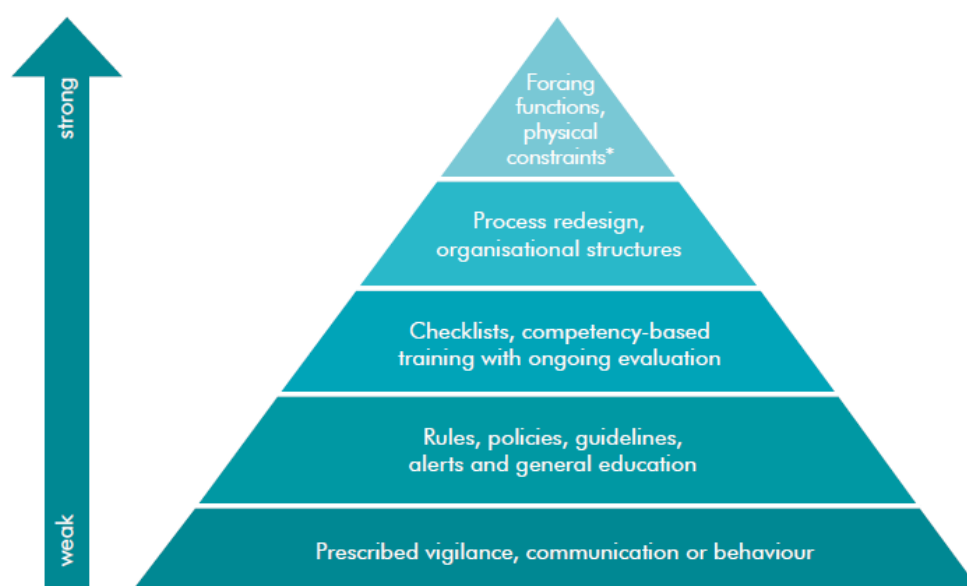 strong
Forcing
functions,
physical
constraints*
Process redesign,
organisational structures
Checklists, competency-based
training with ongoing evaluation
Rules, policies, guidelines,
alerts and general education
weak
Prescribed vigilance, communication or behaviour